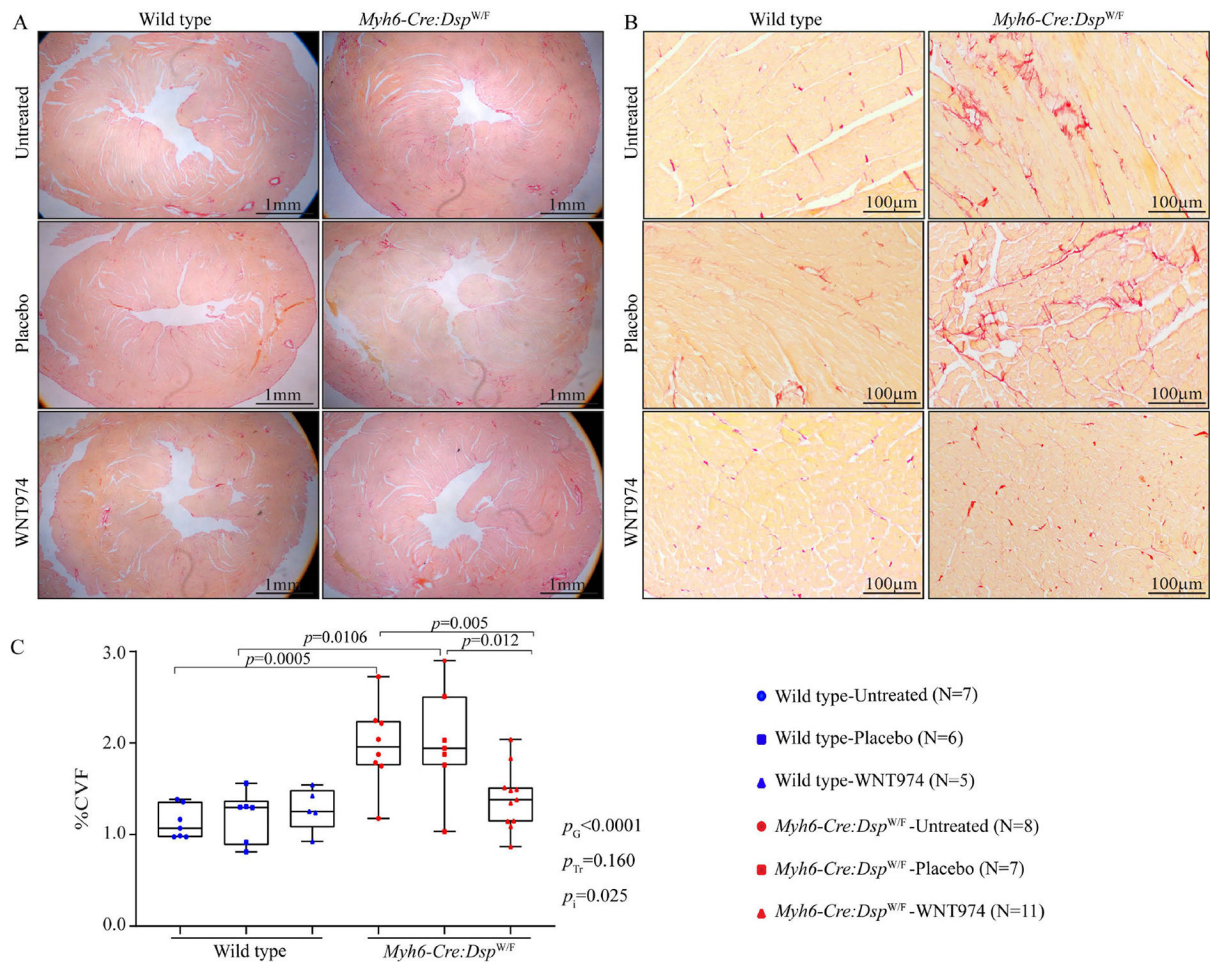 A
Wild type
Myh6-Cre:Dsp^W/F
B
Wild type
Myh6-Cre:Dsp^W/F
Untreated
1mm
1mm
Untreated
100μm
100μm
Placebo
1mm
1mm
Placebo
100μm
100μm
WNT974
1mm
1mm
WNT974
100μm
100μm
C
p=0.005
p=0.0106
p=0.012
p=0.0005
%CVF
3.0
2.0
1.0
0.0
pG<0.0001
pTr=0.160
pi=0.025
Wild type
Myh6-Cre:Dsp^W/F
Wild type-Untreated (N=7)
Wild type-Placebo (N=6)
Wild type-WNT974 (N=5)
Myh6-Cre:Dsp^W/F-Untreated (N=8)
Myh6-Cre:Dsp^W/F-Placebo (N=7)
Myh6-Cre:Dsp^W/F-WNT974 (N=11)